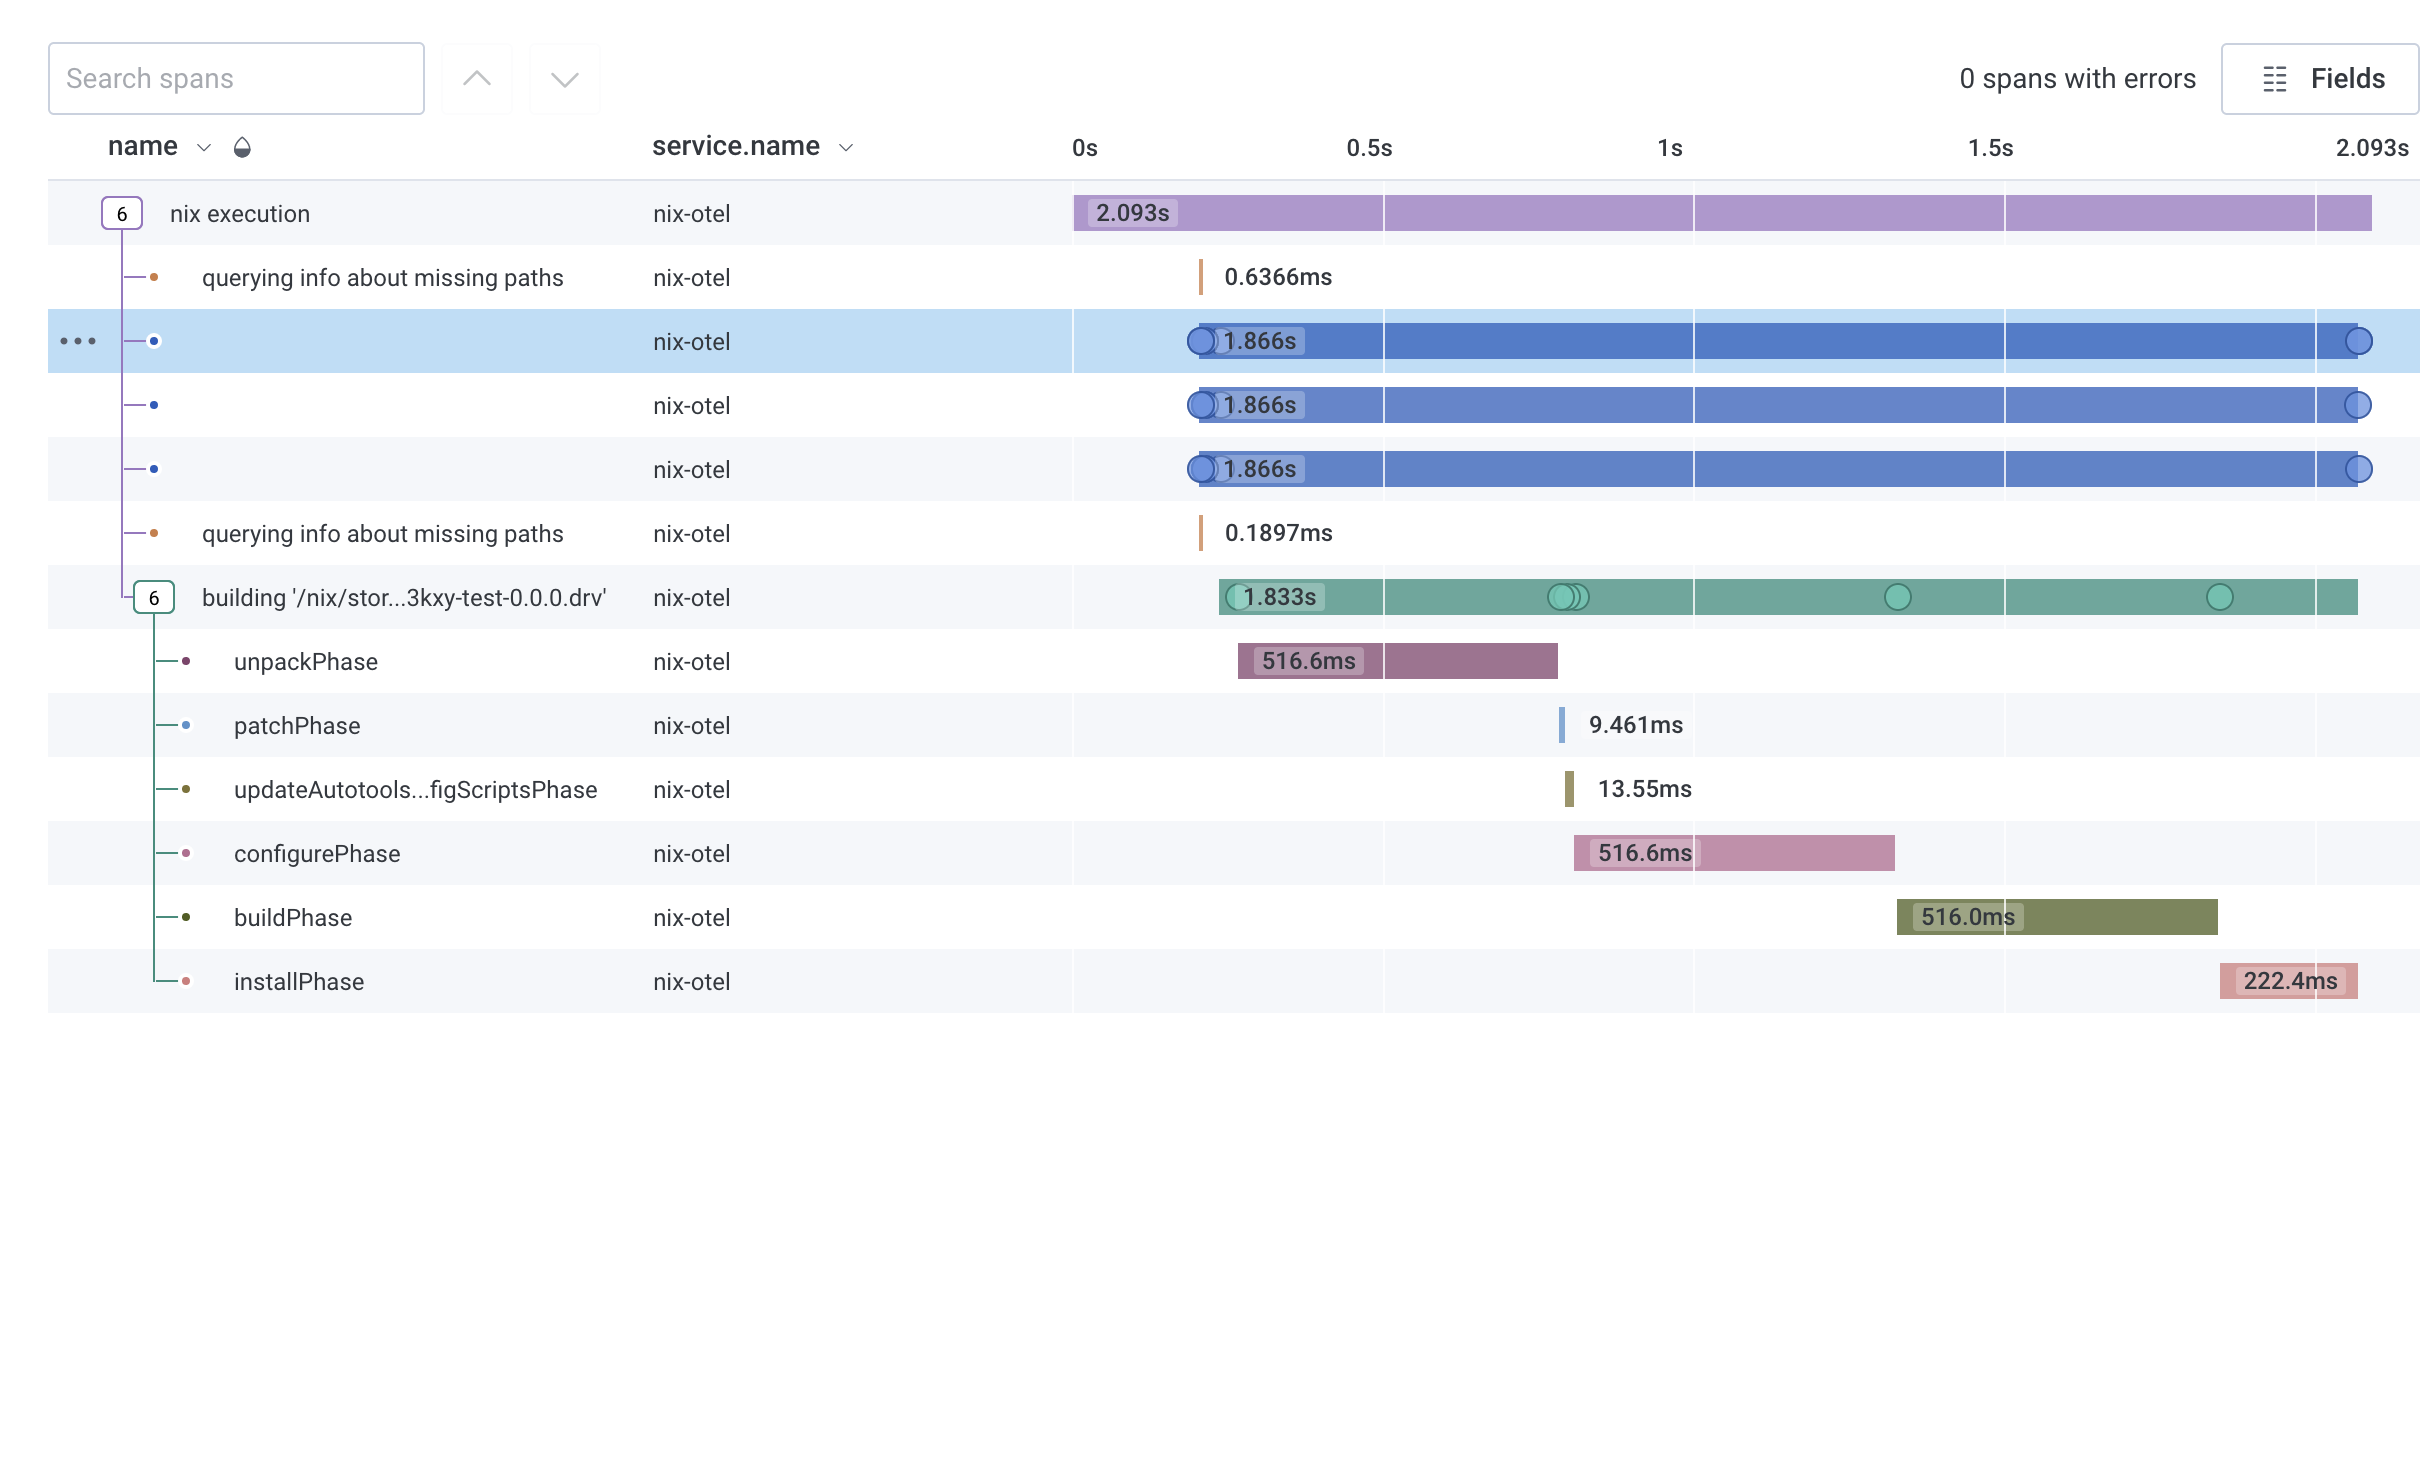 Search spans
0 spans with errors
Fields
name service.name 0s 0.5s 1s 1.5s 2.093s
6 nix execution nix-otel 2.093s
querying info about missing paths nix-otel 0.6366ms
nix-otel 1.866s
nix-otel 1.866s
nix-otel 1.866s
querying info about missing paths nix-otel 0.1897ms
6 building '/nix/stor...3kxy-test-0.0.0.drv' nix-otel 1.833s
unpackPhase nix-otel 516.6ms
patchPhase nix-otel 9.461ms
updateAutotools...figScriptsPhase nix-otel 13.55ms
configurePhase nix-otel 516.6ms
buildPhase nix-otel 516.0ms
installPhase nix-otel 222.4ms